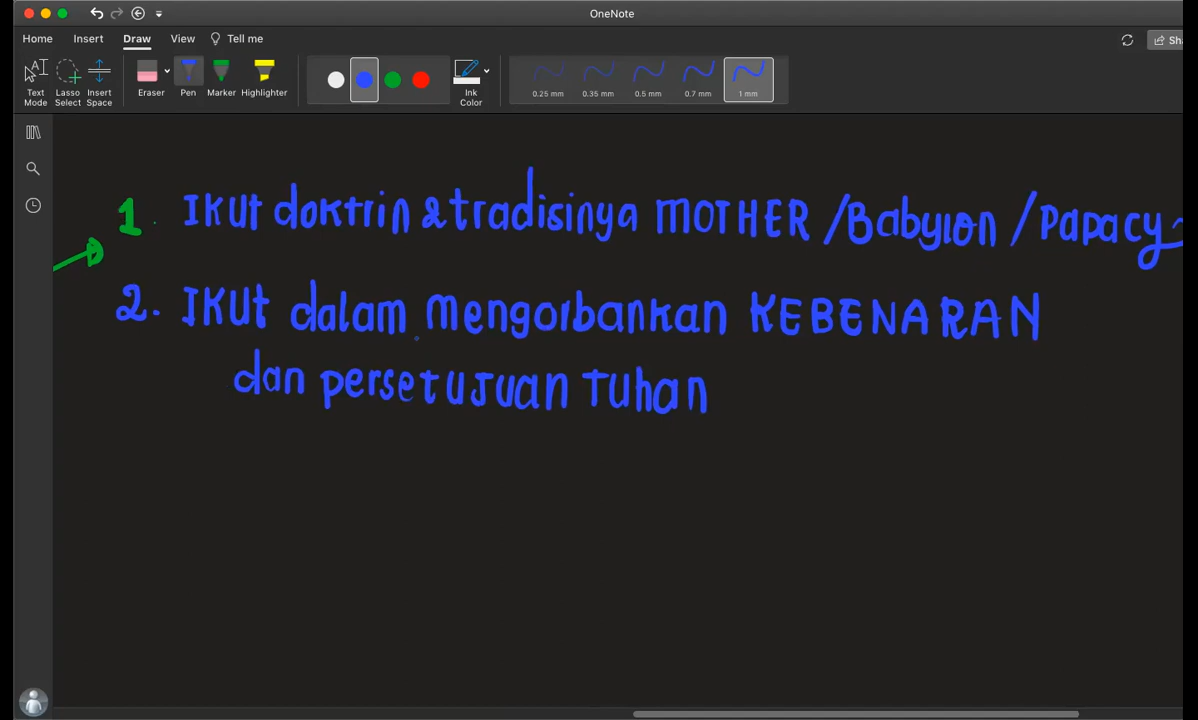 OneNote
Home Insert Draw View Tell me
Sha
Text Mode Lasso Select Insert Space Eraser Pen Marker Highlighter Ink Color 0.25 mm 0.35 mm 0.5 mm 0.7 mm 1 mm
1. IKUT doktrin & tradisinya MOTHER / Babylon / Papacy
2. IKUT dalam mengorbankan KEBENARAN
dan persetujuan Tuhan